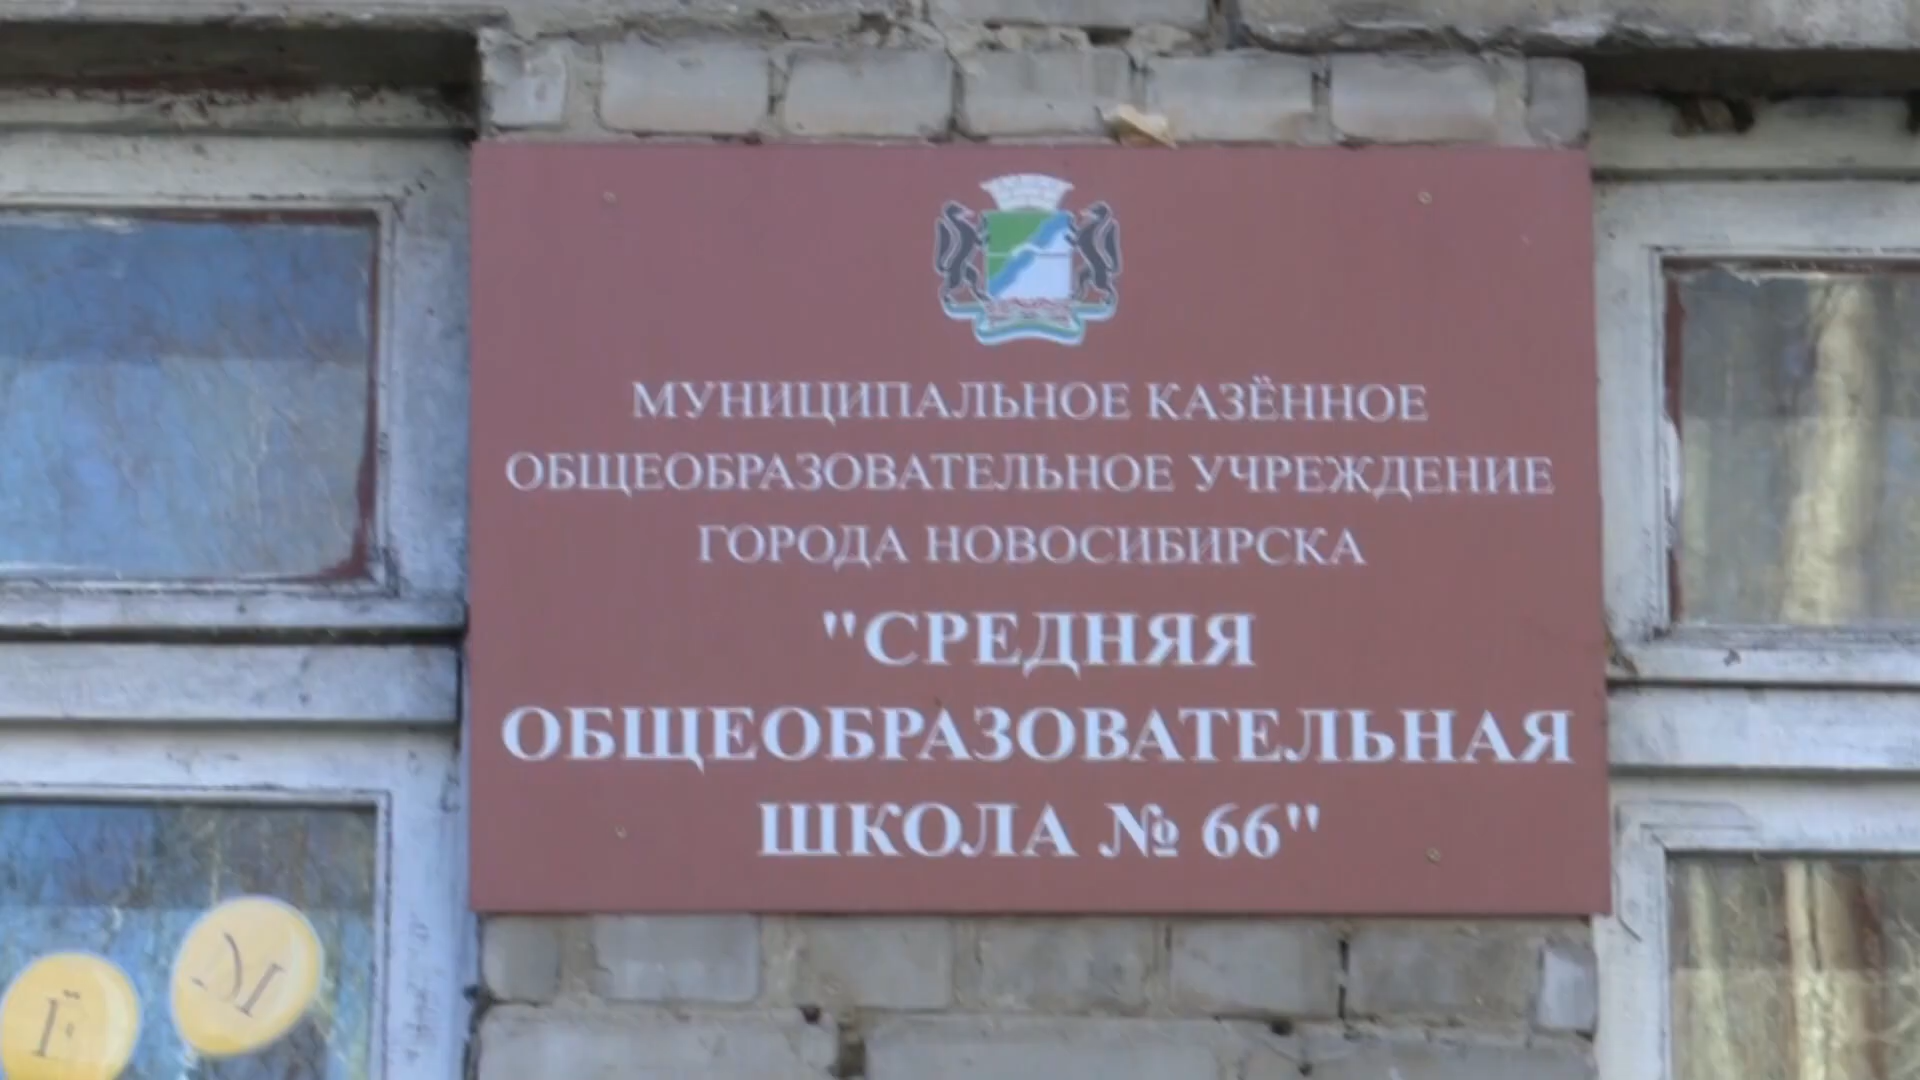 МУНИЦИПАЛЬНОЕ КАЗЁННОЕ
ОБЩЕОБРАЗОВАТЕЛЬНОЕ УЧРЕЖДЕНИЕ
ГОРОДА НОВОСИБИРСКА
"СРЕДНЯЯ
ОБЩЕОБРАЗОВАТЕЛЬНАЯ
ШКОЛА № 66"